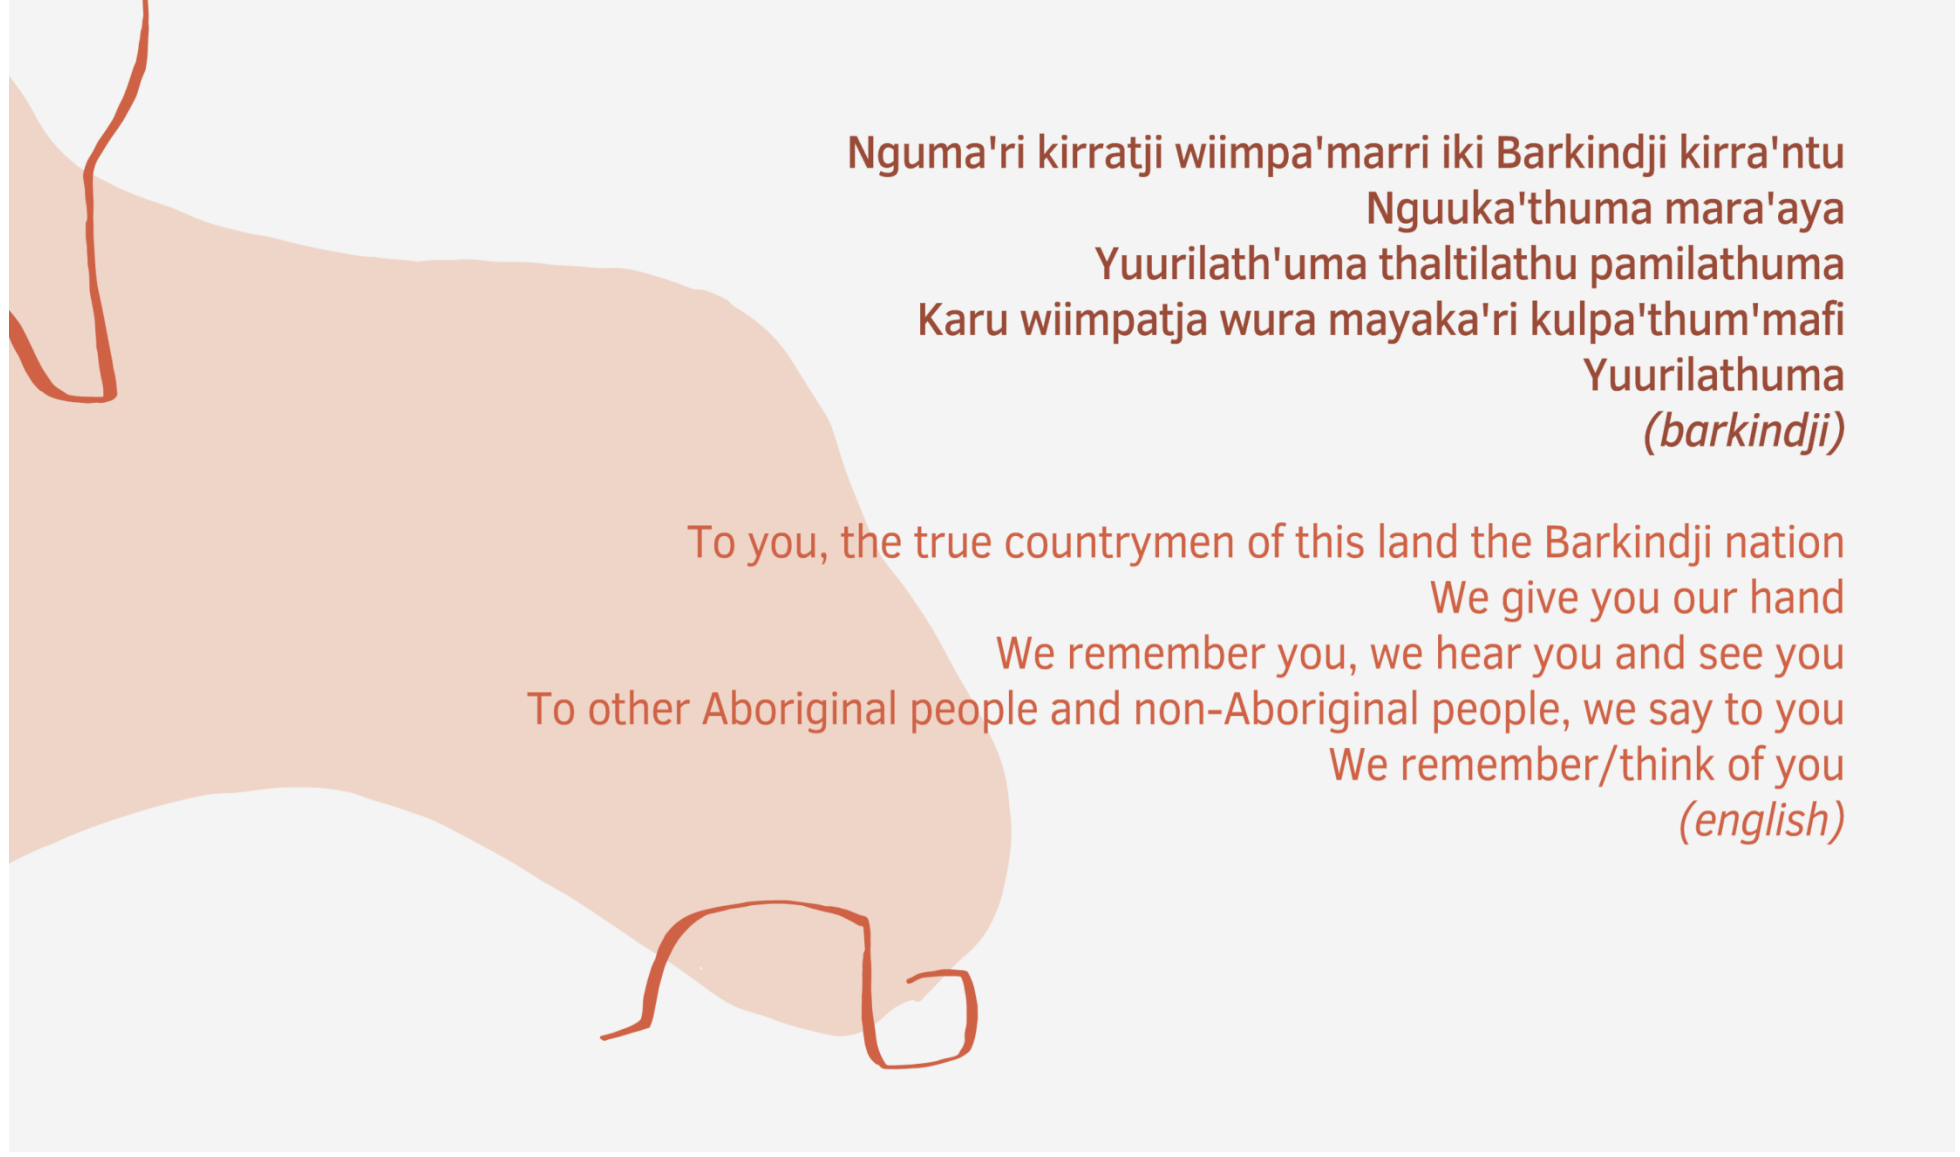 Nguma'ri kirratji wiimpa'marri iki Barkindji kirra'ntu
Nguuka'thuma mara'aya
Yuurilath'uma thaltilathu pamilathuma
Karu wiimpatja wura mayaka'ri kulpa'thum'mafi
Yuurilathuma
(barkindji)
To you, the true countrymen of this land the Barkindji nation
We give you our hand
We remember you, we hear you and see you
To other Aboriginal people and non-Aboriginal people, we say to you
We remember/think of you
(english)